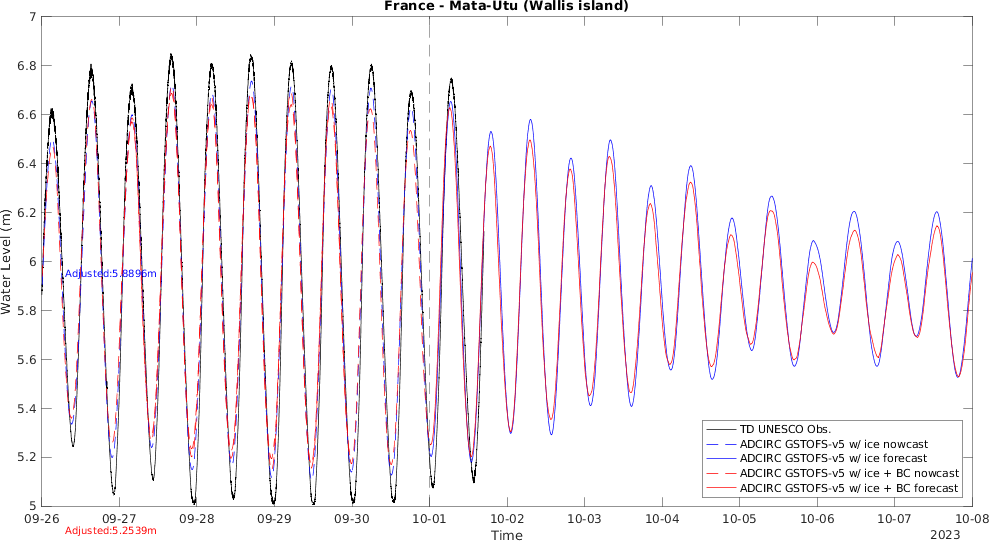 France - Mata-Utu (Wallis island)
7
6.8
6.6
6.4
6.2
6
5.8
5.6
5.4
5.2
5
Water Level (m)
Adjusted:5.8896m
TD UNESCO Obs.
ADCIRC GSTOFS-v5 w/ ice nowcast
ADCIRC GSTOFS-v5 w/ ice forecast
ADCIRC GSTOFS-v5 w/ ice + BC nowcast
ADCIRC GSTOFS-v5 w/ ice + BC forecast
09-26 09-27 09-28 09-29 09-30 10-01 10-02 10-03 10-04 10-05 10-06 10-07 10-08
Adjusted:5.2539m
Time
2023